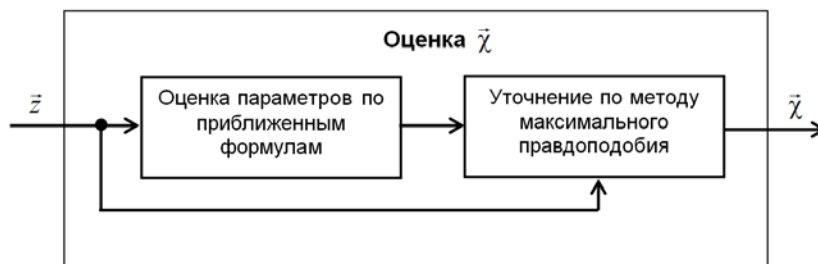 Оценка χ⃗
z⃗
Оценка параметров по
приближенным
формулам
Уточнение по методу
максимального
правдоподобия
χ⃗